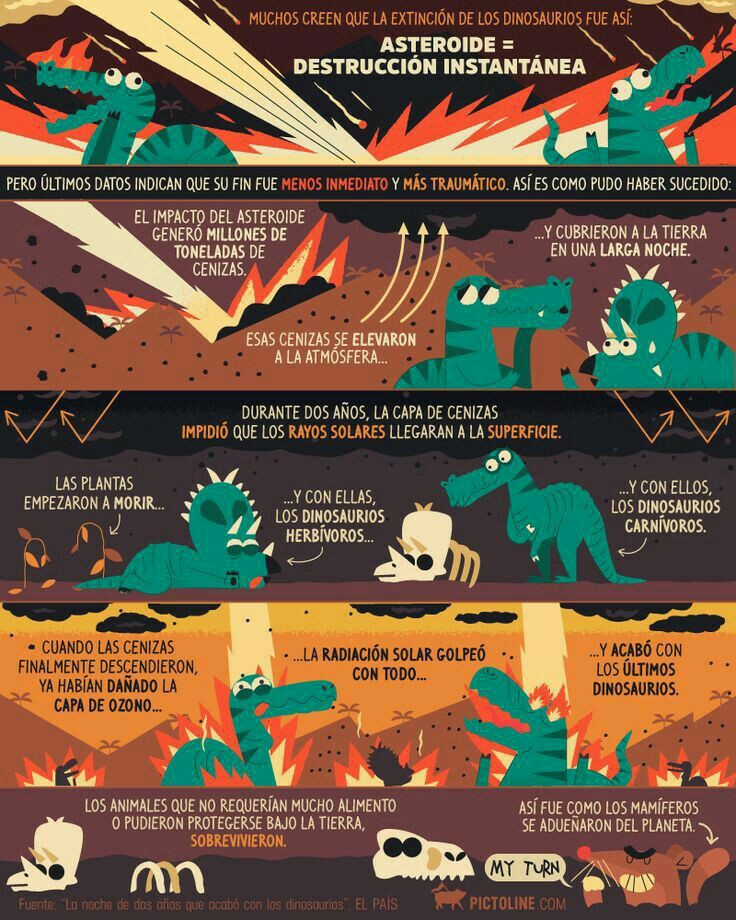 MUCHOS CREEN QUE LA EXTINCIÓN DE LOS DINOSAURIOS FUE ASÍ:
ASTEROIDE =
DESTRUCCIÓN INSTANTÁNEA
PERO ÚLTIMOS DATOS INDICAN QUE SU FIN FUE MENOS INMEDIATO Y MÁS TRAUMÁTICO. ASÍ ES COMO PUDO HABER SUCEDIDO:
EL IMPACTO DEL ASTEROIDE
GENERÓ MILLONES DE
TONELADAS DE
CENIZAS.
ESAS CENIZAS SE ELEVARON
A LA ATMÓSFERA...
...Y CUBRIERON A LA TIERRA
EN UNA LARGA NOCHE.
DURANTE DOS AÑOS, LA CAPA DE CENIZAS
IMPIDIÓ QUE LOS RAYOS SOLARES LLEGARAN A LA SUPERFICIE.
LAS PLANTAS
EMPEZARON A MORIR...
...Y CON ELLAS,
LOS DINOSAURIOS
HERBÍVOROS...
...Y CON ELLOS,
LOS DINOSAURIOS
CARNÍVOROS.
CUANDO LAS CENIZAS
FINALMENTE DESCENDIERON,
YA HABÍAN DAÑADO LA
CAPA DE OZONO...
...LA RADIACIÓN SOLAR GOLPEÓ
CON TODO...
...Y ACABÓ CON
LOS ÚLTIMOS
DINOSAURIOS.
LOS ANIMALES QUE NO REQUERÍAN MUCHO ALIMENTO
O PUDIERON PROTEGERSE BAJO LA TIERRA,
SOBREVIVIERON.
ASÍ FUE COMO LOS MAMÍFEROS
SE ADUEÑARON DEL PLANETA.
MY TURN
Fuente: "La noche de dos años que acabó con los dinosaurios", EL PAÍS
PICTOLINE.COM